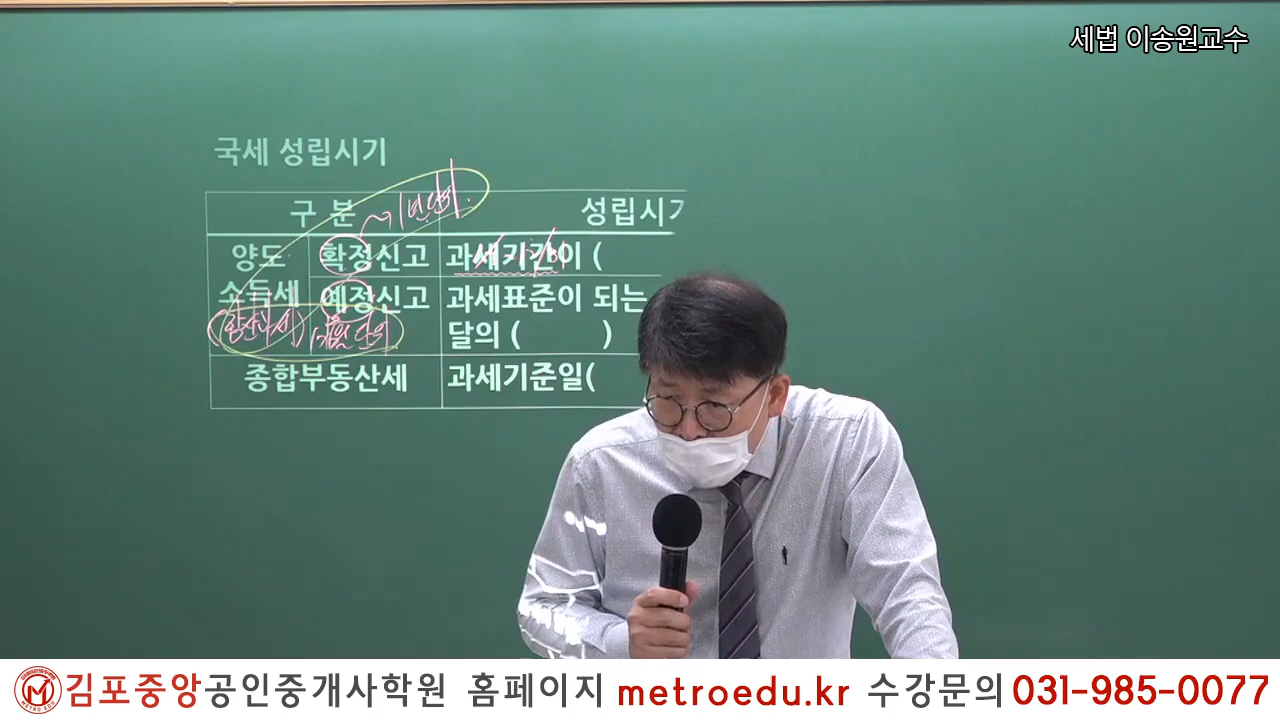 세법 이송원교수
국세 성립시기
구 분 성립시기
1년단위
양도 확정신고 과세기간이 (
소득세 예정신고 과세표준이 되는
달의 ( )
종합부동산세 과세기준일(
김포중앙공인중개사학원 홈페이지 metroedu.kr 수강문의 031-985-0077